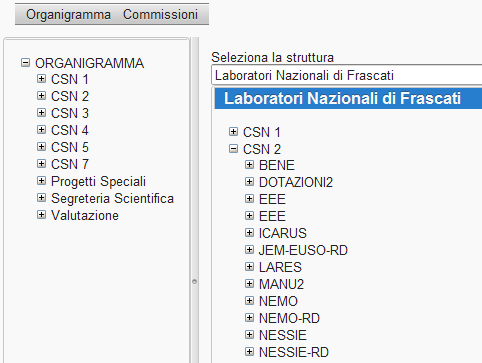 Organigramma Commissioni
ORGANIGRAMMA
CSN 1
CSN 2
CSN 3
CSN 4
CSN 5
CSN 7
Progetti Speciali
Segreteria Scientifica
Valutazione
Seleziona la struttura
Laboratori Nazionali di Frascati
Laboratori Nazionali di Frascati
CSN 1
CSN 2
BENE
DOTAZIONI2
EEE
EEE
ICARUS
JEM-EUSO-RD
LARES
MANU2
NEMO
NEMO-RD
NESSIE
NESSIE-RD